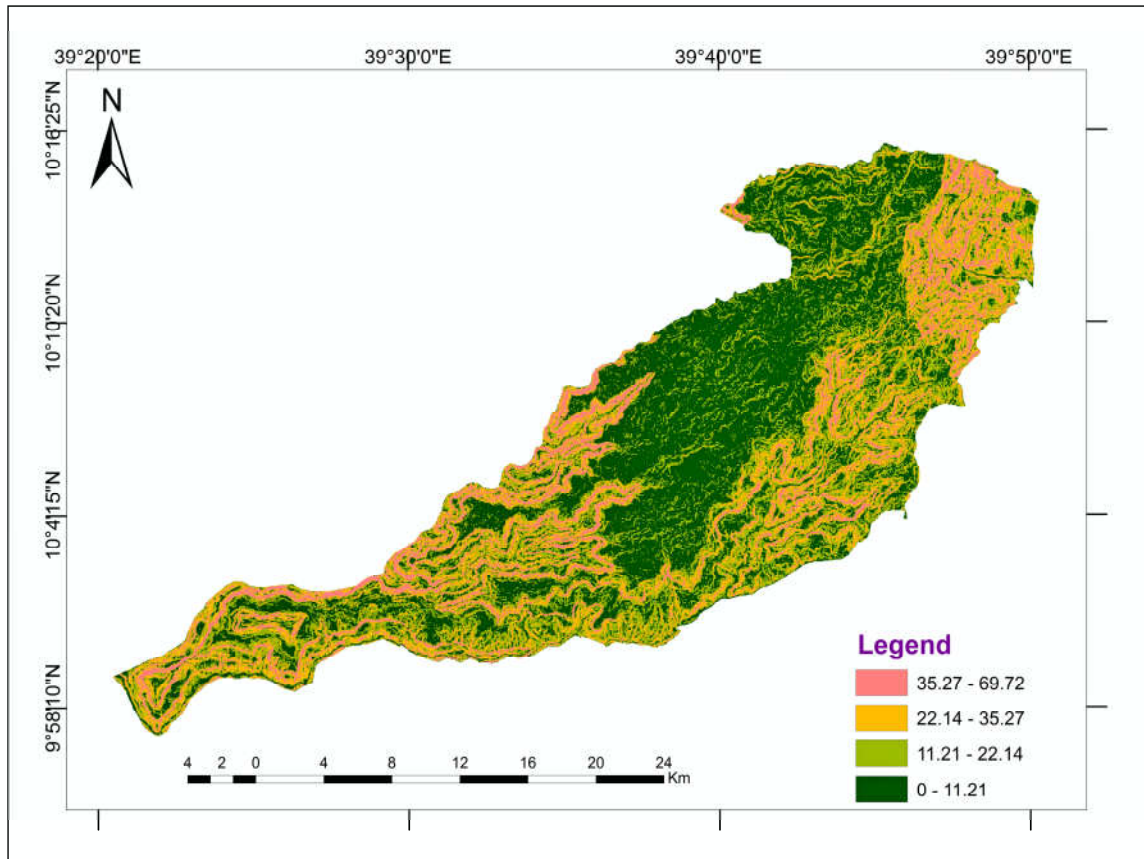 39°20'0"E 39°30'0"E 39°40'0"E 39°50'0"E
N
10°16'25"N
10°10'20"N
10°4'15"N
9°58'10"N
Legend
35.27 - 69.72
22.14 - 35.27
11.21 - 22.14
0 - 11.21
4 2 0 4 8 12 16 20 24
Km